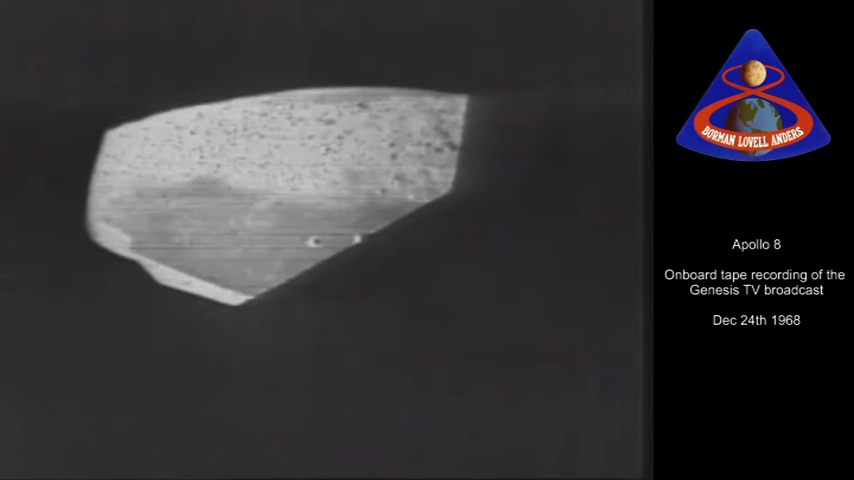 BORMAN LOVELL ANDERS
Apollo 8
Onboard tape recording of the
Genesis TV broadcast
Dec 24th 1968